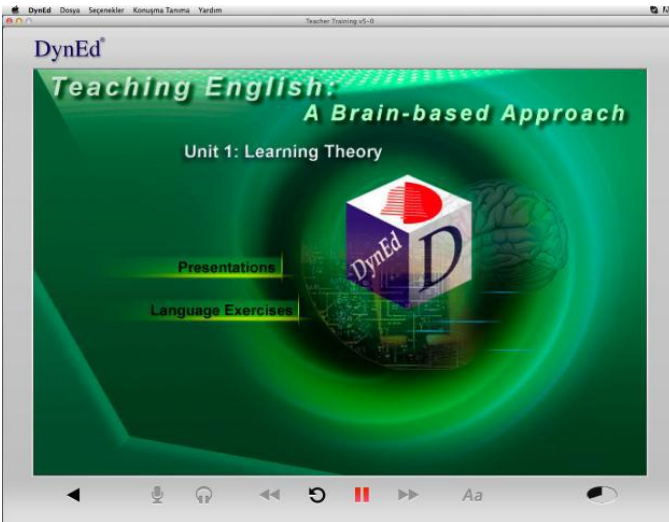 DynEd Dosya Seçenekler Konuşma Tanıma Yardım
Teacher Training v5-0
DynEd®
Teaching English:
A Brain-based Approach
Unit 1: Learning Theory
DynEd D
Presentations
Language Exercises
Aa